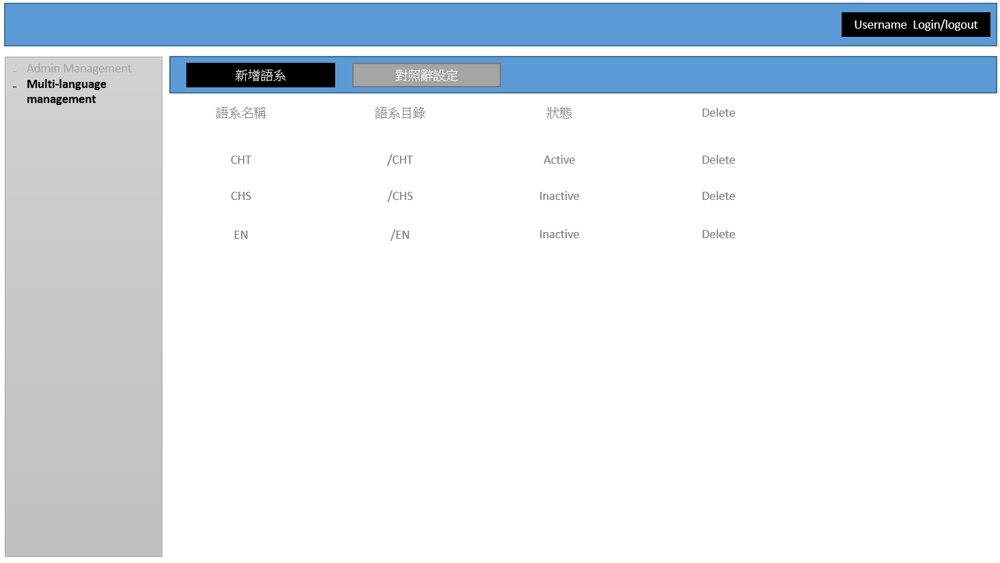 Username Login/logout
- Admin Management
- Multi-language
management
新增語系 對照辭設定
語系名稱 語系目錄 狀態 Delete
CHT /CHT Active Delete
CHS /CHS Inactive Delete
EN /EN Inactive Delete